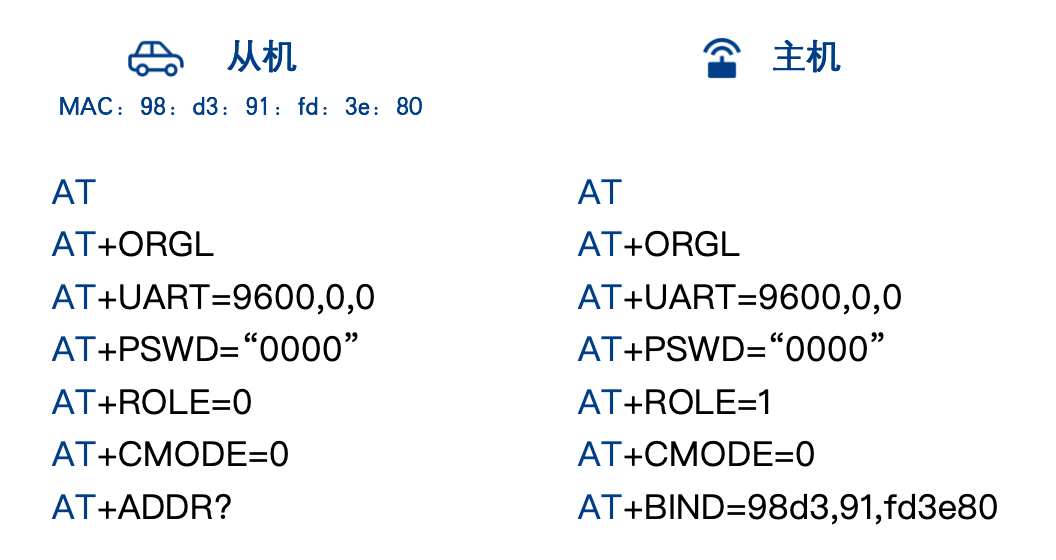 从机
MAC：98：d3：91：fd：3e：80
AT
AT+ORGL
AT+UART=9600,0,0
AT+PSWD=“0000”
AT+ROLE=0
AT+CMODE=0
AT+ADDR?
主机
AT
AT+ORGL
AT+UART=9600,0,0
AT+PSWD=“0000”
AT+ROLE=1
AT+CMODE=0
AT+BIND=98d3,91,fd3e80